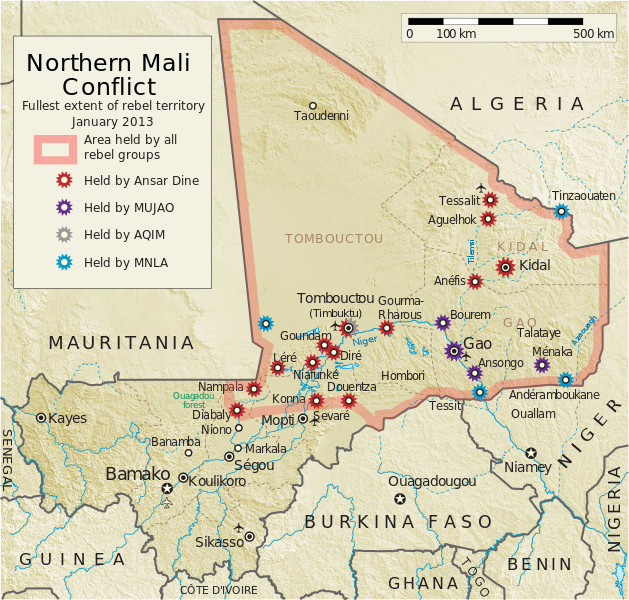 Northern Mali
Conflict
Fullest extent of rebel territory
January 2013
Area held by all
rebel groups
Held by Ansar Dine
Held by MUJAO
Held by AQIM
Held by MNLA
0
100 km
500 km
ALGERIA
Taoudenni
Tessalit
Tinzaouaten
Aguelhok
TOMBOUCTOU
KIDAL
Tilemsi
Kidal
Anéfis
Tombouctou
(Timbuktu)
Gourma-
Rharous
Bourem
GAO
MAURITANIA
Goundam
Niger
Talataye
Azaouagh
Gao
Diré
Ménaka
Léré
Niafunké
Ansongo
Hombori
Nampala
Douentza
Andéramboukane
Ouagadou
forest
Konna
Tessit
Diabaly
Sevaré
Ouallam
Kayes
Mopti
Niono
NIGER
SENEGAL
Banamba
Markala
Ségou
Niamey
Bamako
Koulikoro
Ouagadougou
BURKINA FASO
NIGERIA
Sikasso
GUINEA
BENIN
TOGO
GHANA
CÔTE D'IVOIRE